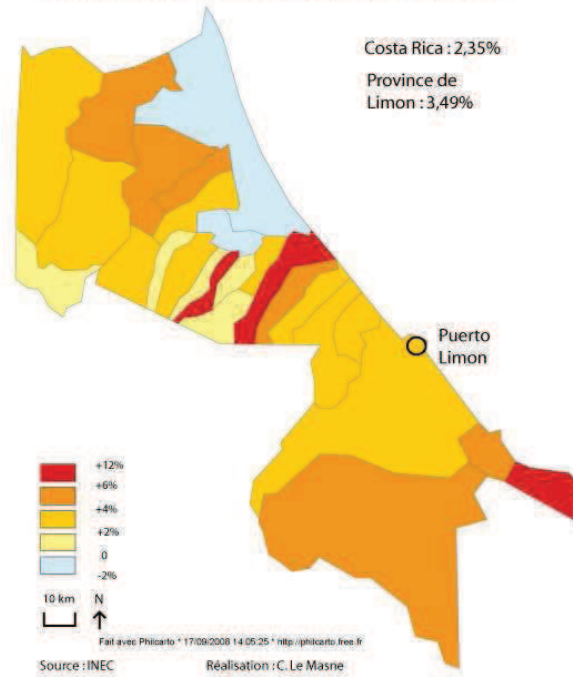 Costa Rica : 2,35%
Province de
Limon : 3,49%
Puerto
Limon
+12%
+6%
+4%
+2%
0
-2%
10 km
N
Fait avec Philcarto * 17/09/2008 14:05:25 * http://philcarto.free.fr
Source : INEC
Réalisation : C. Le Masne